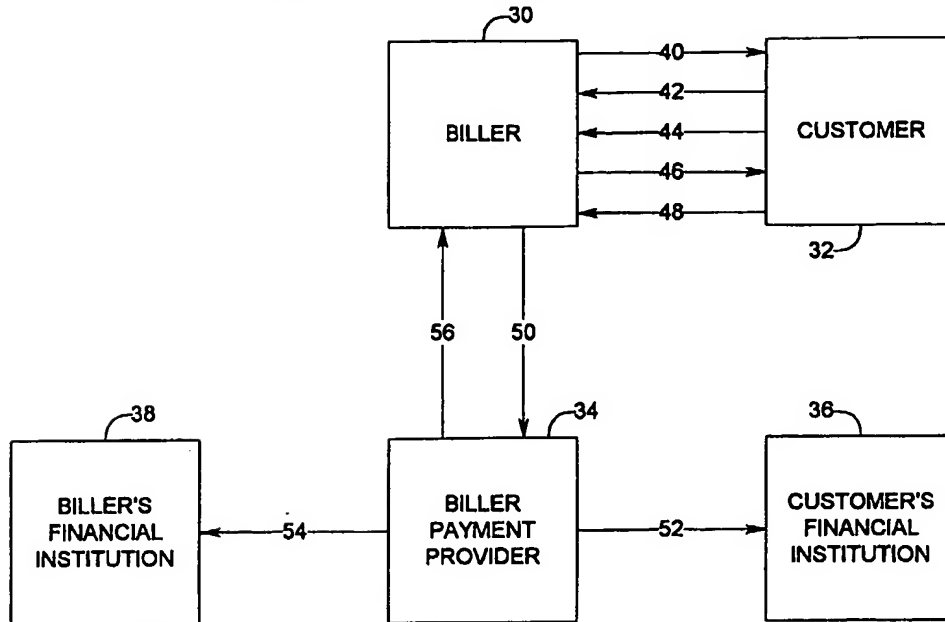 30
40
42
BILLER
44
CUSTOMER
46
48
32
56
50
38
34
36
BILLER'S
FINANCIAL
INSTITUTION
54
BILLER
PAYMENT
PROVIDER
52
CUSTOMER'S
FINANCIAL
INSTITUTION